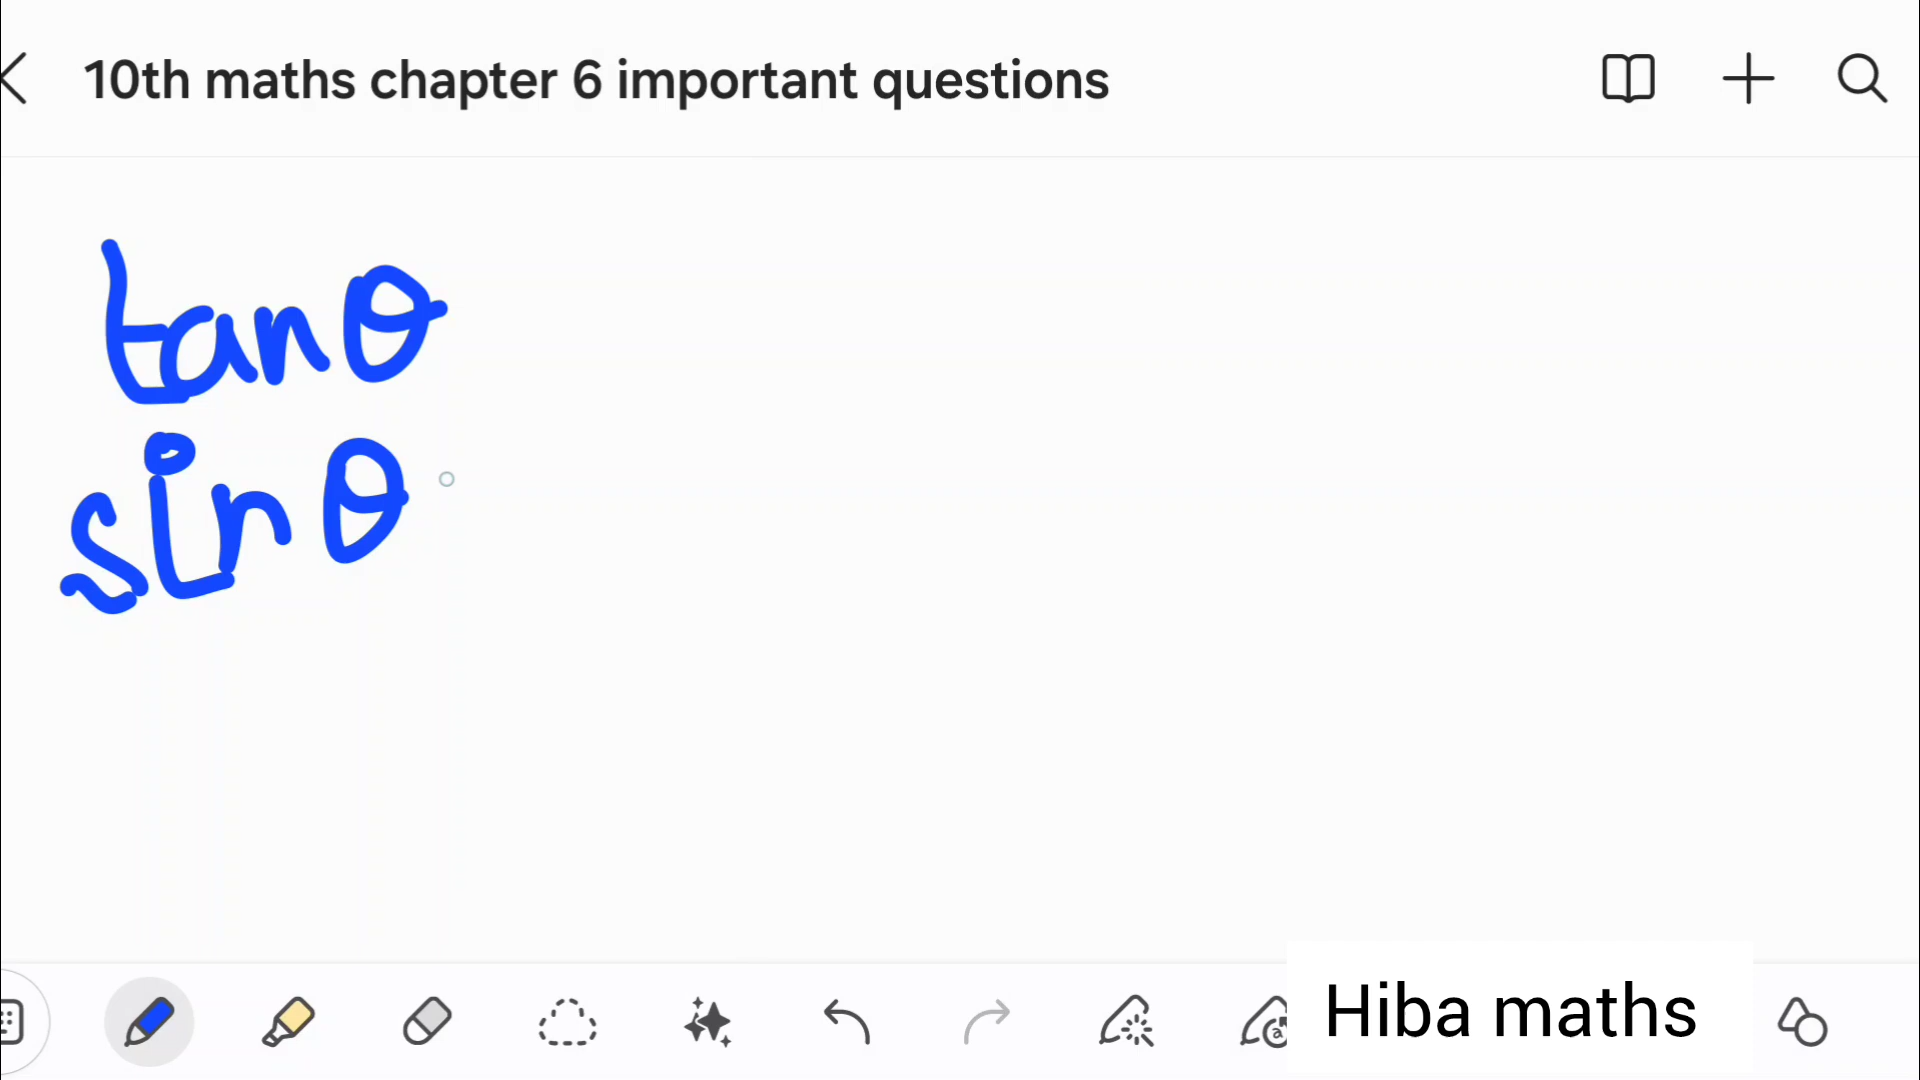 10th maths chapter 6 important questions
tanθ
sinθ
Hiba maths